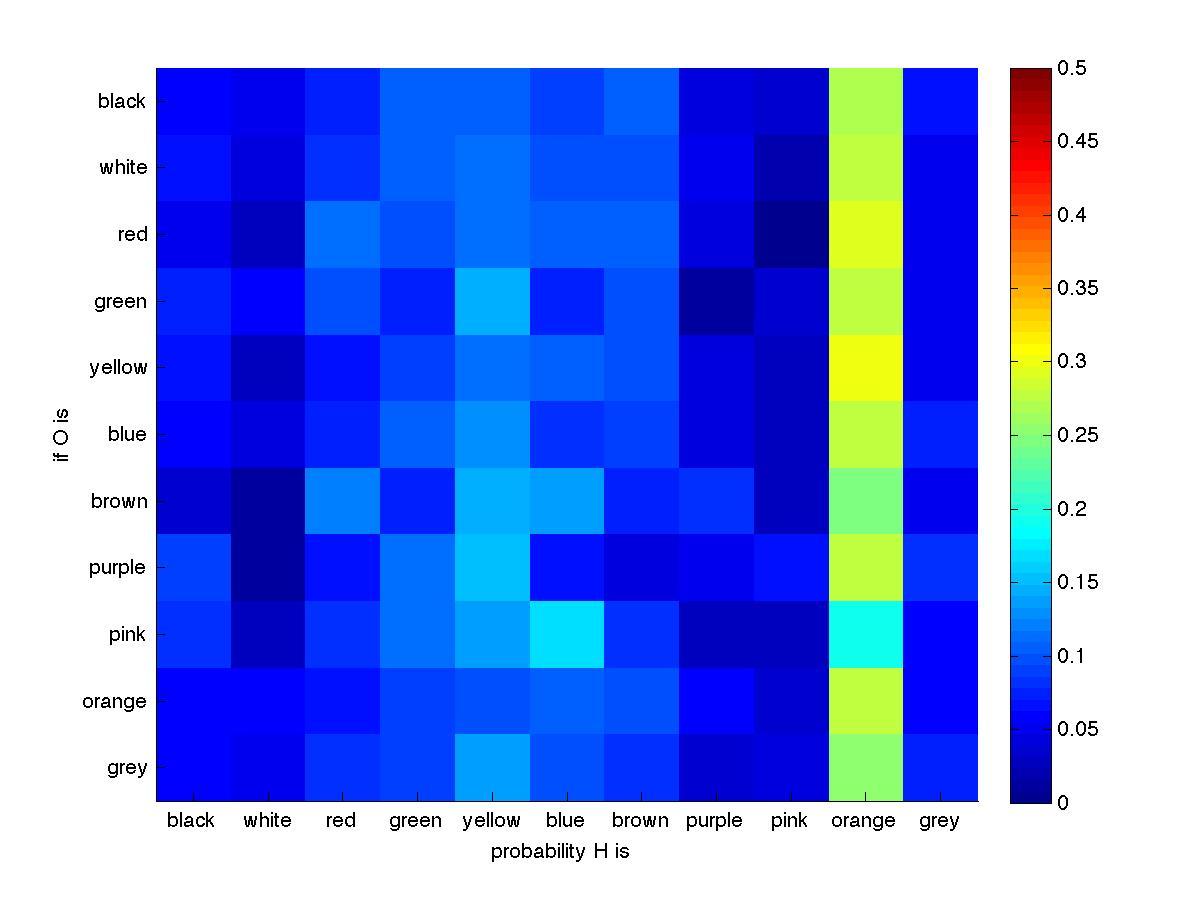 black
white
red
green
yellow
blue
brown
purple
pink
orange
grey
if O is
black white red green yellow blue brown purple pink orange grey
probability H is
0.5
0.45
0.4
0.35
0.3
0.25
0.2
0.15
0.1
0.05
0